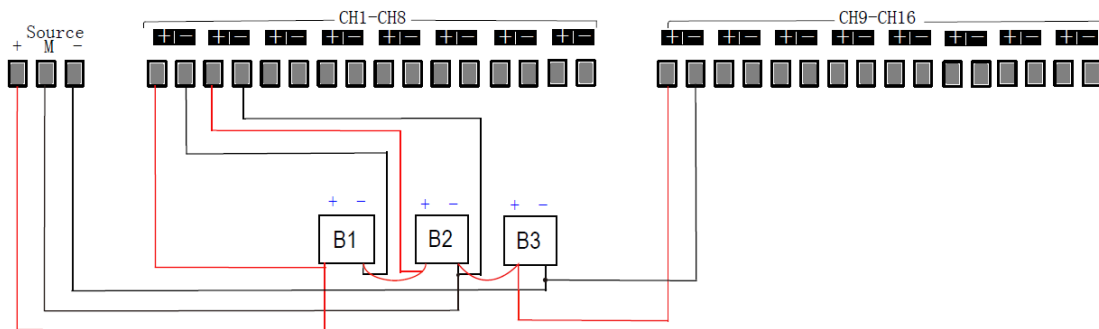 Source
+ M −
CH1-CH8
+|− +|− +|− +|− +|− +|− +|− +|−
CH9-CH16
+|− +|− +|− +|− +|− +|− +|− +|−
+ −
B1
+ −
B2
+ −
B3